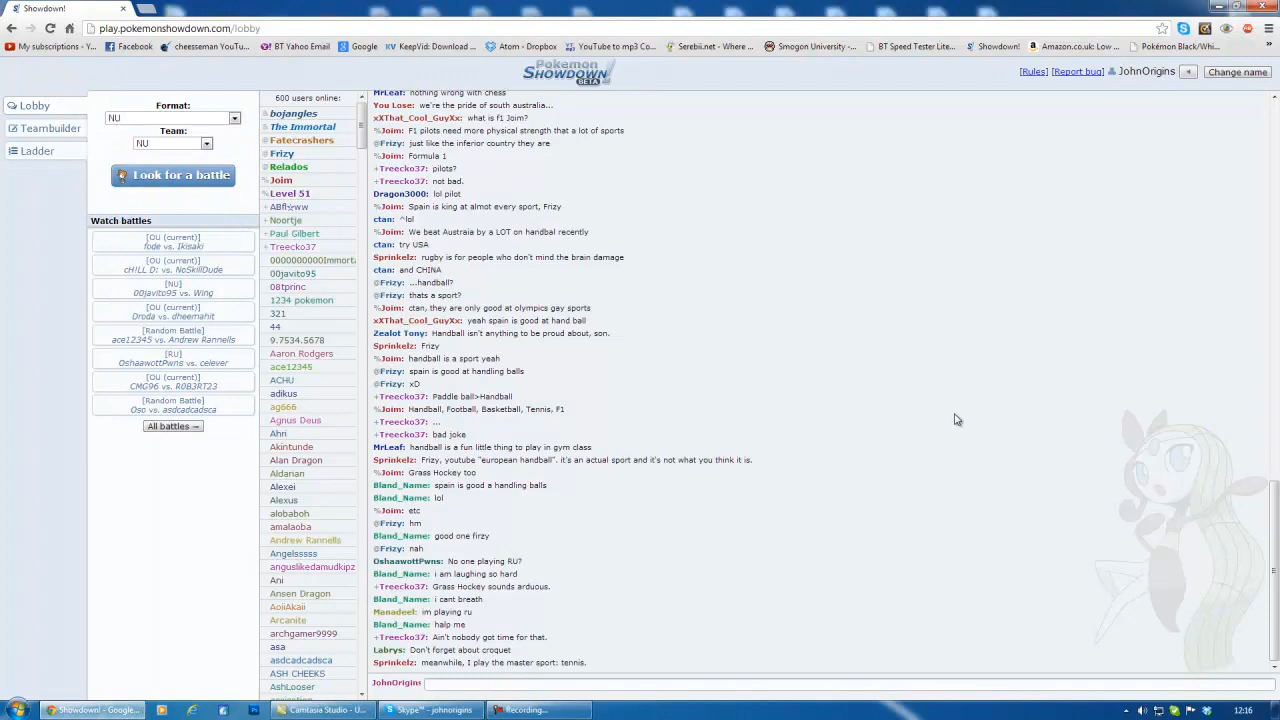 Showdown!
play.pokemonshowdown.com/lobby
My subscriptions - Y...
Facebook
cheesseman YouTu...
BT Yahoo Email
Google
KeepVid: Download ...
Atom - Dropbox
YouTube to mp3 Co...
Serebii.net - Where ...
Smogon University -...
BT Speed Tester Lite...
Showdown!
Amazon.co.uk: Low ...
Pokémon Black/Whi...
»
Pokemon
SHOWDOWN!
BETA
[Rules] [Report bug] JohnOrigins
Change name
Lobby
Teambuilder
Ladder
Format:
NU
Team:
NU
Look for a battle
Watch battles
[OU (current)]
fode vs. Ikisaki
[OU (current)]
cH!LL D: vs. NoSkillDude
[NU]
00javito95 vs. Wing
[OU (current)]
Droda vs. dheemahit
[Random Battle]
ace12345 vs. Andrew Rannells
[RU]
OshaawottPwns vs. celever
[OU (current)]
CMG96 vs. R0B3RT23
[OU (current)]
Oso vs. asdcadcadsca
All battles →
600 users online:
&bojangles
&The Immortal
@Fatecrashers
@Frizy
@Relados
%Joim
%Level 51
+ABfl☆ww
+Noortje
+Paul Gilbert
+Treecko37
0000000000Immorta
00javito95
08tprinc
1234 pokemon
321
44
9.7534.5678
Aaron Rodgers
ace12345
ACHU
adikus
ag666
Agnus Deus
Ahri
Akintunde
Alan Dragon
Aldarian
Alexei
Alexus
alobaboh
amalaoba
Andrew Rannells
Angelsssss
anguslikedamudkipz
Ani
Ansen Dragon
AoiiAkaii
Arcanite
archgamer9999
asa
asdcadcadsca
ASH CHEEKS
AshLooser
MrLeaf: nothing wrong with chess
You Lose: we're the pride of south australia...
xXThat_Cool_GuyXx: what is f1 Joim?
%Joim: F1 pilots need more physical strength that a lot of sports
@Frizy: just like the inferior country they are
%Joim: Formula 1
+Treecko37: pilots?
+Treecko37: not bad.
Dragon3000: lol pilot
%Joim: Spain is king at almost every sport, Frizy
ctan: ^lol
%Joim: We beat Austraia by a LOT on handbal recently
ctan: try USA
Sprinkelz: rugby is for people who don't mind the brain damage
ctan: and CHINA
@Frizy: ...handball?
@Frizy: thats a sport?
%Joim: ctan, they are only good at olympics gay sports
xXThat_Cool_GuyXx: yeah spain is good at hand ball
Zealot Tony: Handball isn't anything to be proud about, son.
Sprinkelz: Frizy
%Joim: handball is a sport yeah
@Frizy: spain is good at handling balls
@Frizy: xD
+Treecko37: Paddle ball>Handball
%Joim: Handball, Football, Basketball, Tennis, F1
+Treecko37: ...
+Treecko37: bad joke
MrLeaf: handball is a fun little thing to play in gym class
Sprinkelz: Frizy, youtube "european handball". it's an actual sport and it's not what you think it is.
%Joim: Grass Hockey too
Bland_Name: spain is good a handling balls
Bland_Name: lol
%Joim: etc
@Frizy: hm
Bland_Name: good one firzy
@Frizy: nah
OshaawottPwns: No one playing RU?
Bland_Name: i am laughing so hard
+Treecko37: Grass Hockey sounds arduous.
Bland_Name: i cant breath
Manadeel: im playing ru
Bland_Name: halp me
+Treecko37: Ain't nobody got time for that.
Labrys: Don't forget about croquet
Sprinkelz: meanwhile, I play the master sport: tennis.
JohnOrigins:
Showdown! - Google...
Camtasia Studio - U...
Skype™ - johnorigins
Recording...
12:16